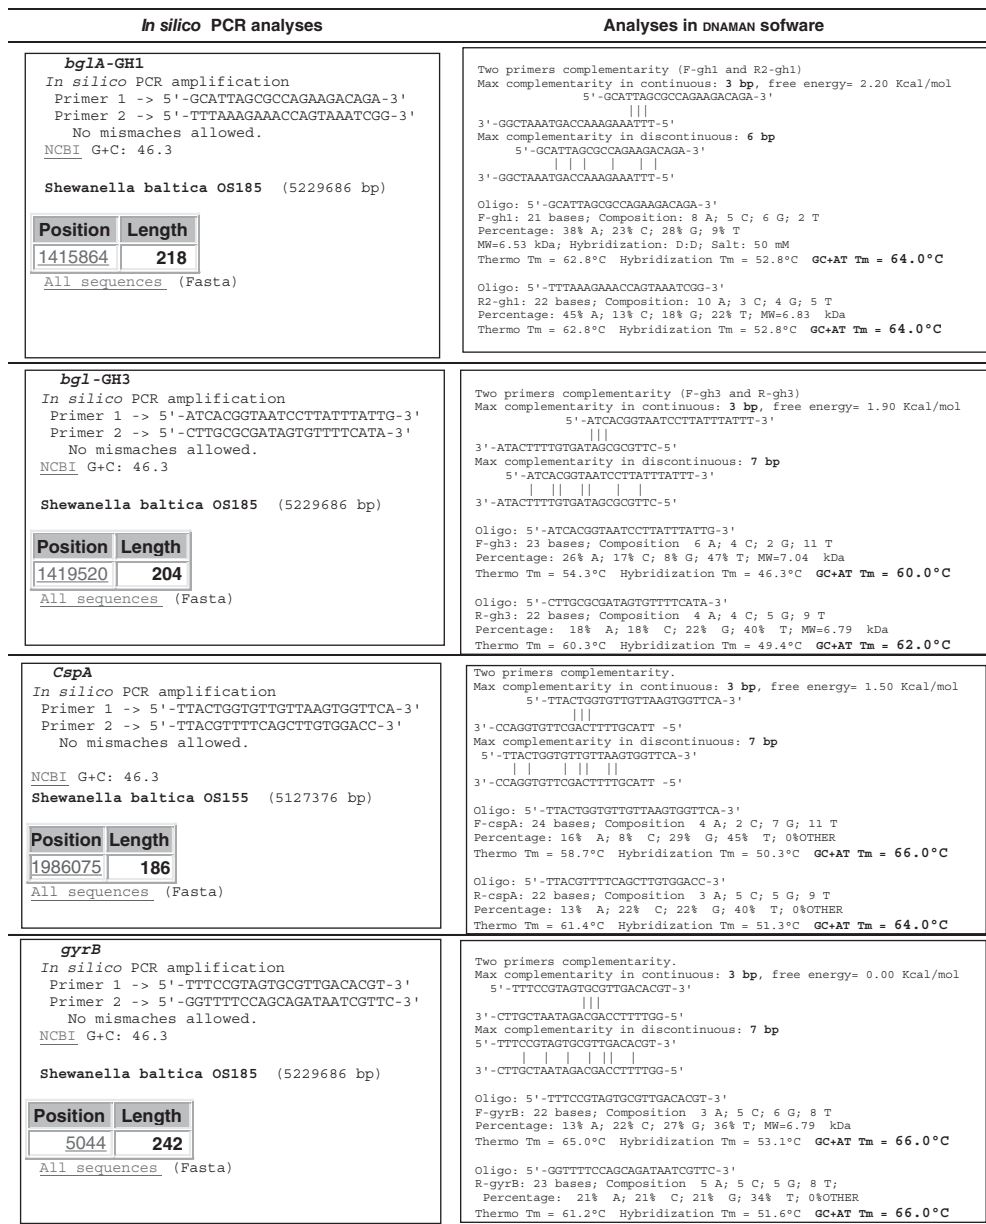 In silico PCR analyses
Analyses in DNAMAN sofware
bglA-GH1
In silico PCR amplification
Primer 1 -> 5'-GCATTAGCGCCAGAAGACAGA-3'
Primer 2 -> 5'-TTTAAAGAAACCAGTAAATCGG-3'
No mismaches allowed.
NCBI G+C: 46.3
Shewanella baltica OS185 (5229686 bp)
Position Length
1415864 218
All sequences (Fasta)
Two primers complementarity (F-gh1 and R2-gh1)
Max complementarity in continuous: 3 bp, free energy= 2.20 Kcal/mol
5'-GCATTAGCGCCAGAAGACAGA-3'
|||
3'-GGCTAAATGACCAAAGAAATTT-5'
Max complementarity in discontinuous: 6 bp
5'-GCATTAGCGCCAGAAGACAGA-3'
| | | | | |
3'-GGCTAAATGACCAAAGAAATTT-5'
Oligo: 5'-GCATTAGCGCCAGAAGACAGA-3'
F-gh1: 21 bases; Composition: 8 A; 5 C; 6 G; 2 T
Percentage: 38% A; 23% C; 28% G; 9% T
MW=6.53 kDa; Hybridization: D:D; Salt: 50 mM
Thermo Tm = 62.8°C Hybridization Tm = 52.8°C GC+AT Tm = 64.0°C
Oligo: 5'-TTTAAAGAAACCAGTAAATCGG-3'
R2-gh1: 22 bases; Composition: 10 A; 3 C; 4 G; 5 T
Percentage: 45% A; 13% C; 18% G; 22% T; MW=6.83 kDa
Thermo Tm = 62.8°C Hybridization Tm = 52.8°C GC+AT Tm = 64.0°C
bgl-GH3
In silico PCR amplification
Primer 1 -> 5'-ATCACGGTAATCCTTATTTATTG-3'
Primer 2 -> 5'-CTTGCGCGATAGTGTTTTCATA-3'
No mismaches allowed.
NCBI G+C: 46.3
Shewanella baltica OS185 (5229686 bp)
Position Length
1419520 204
All sequences (Fasta)
Two primers complementarity (F-gh3 and R-gh3)
Max complementarity in continuous: 3 bp, free energy= 1.90 Kcal/mol
5'-ATCACGGTAATCCTTATTTATTT-3'
|||
3'-ATACTTTTGTGATAGCGCGTTC-5'
Max complementarity in discontinuous: 7 bp
5'-ATCACGGTAATCCTTATTTATTT-3'
| || || | |
3'-ATACTTTTGTGATAGCGCGTTC-5'
Oligo: 5'-ATCACGGTAATCCTTATTTATTG-3'
F-gh3: 23 bases; Composition 6 A; 4 C; 2 G; 11 T
Percentage: 26% A; 17% C; 8% G; 47% T; MW=7.04 kDa
Thermo Tm = 54.3°C Hybridization Tm = 46.3°C GC+AT Tm = 60.0°C
Oligo: 5'-CTTGCGCGATAGTGTTTTCATA-3'
R-gh3: 22 bases; Composition 4 A; 4 C; 5 G; 9 T
Percentage: 18% A; 18% C; 22% G; 40% T; MW=6.79 kDa
Thermo Tm = 60.3°C Hybridization Tm = 49.4°C GC+AT Tm = 62.0°C
CspA
In silico PCR amplification
Primer 1 -> 5'-TTACTGGTGTTGTTAAGTGGTTCA-3'
Primer 2 -> 5'-TTACGTTTTCAGCTTGTGGACC-3'
No mismaches allowed.
NCBI G+C: 46.3
Shewanella baltica OS155 (5127376 bp)
Position Length
1986075 186
All sequences (Fasta)
Two primers complementarity.
Max complementarity in continuous: 3 bp, free energy= 1.50 Kcal/mol
5'-TTACTGGTGTTGTTAAGTGGTTCA-3'
|||
3'-CCAGGTGTTCGACTTTTGCATT -5'
Max complementarity in discontinuous: 7 bp
5'-TTACTGGTGTTGTTAAGTGGTTCA-3'
| | | || ||
3'-CCAGGTGTTCGACTTTTGCATT -5'
Oligo: 5'-TTACTGGTGTTGTTAAGTGGTTCA-3'
F-cspA: 24 bases; Composition 4 A; 2 C; 7 G; 11 T
Percentage: 16% A; 8% C; 29% G; 45% T; 0%OTHER
Thermo Tm = 58.7°C Hybridization Tm = 50.3°C GC+AT Tm = 66.0°C
Oligo: 5'-TTACGTTTTCAGCTTGTGGACC-3'
R-cspA: 22 bases; Composition 3 A; 5 C; 5 G; 9 T
Percentage: 13% A; 22% C; 22% G; 40% T; 0%OTHER
Thermo Tm = 61.4°C Hybridization Tm = 51.3°C GC+AT Tm = 64.0°C
gyrB
In silico PCR amplification
Primer 1 -> 5'-TTTCCGTAGTGCGTTGACACGT-3'
Primer 2 -> 5'-GGTTTTCCAGCAGATAATCGTTC-3'
No mismaches allowed.
NCBI G+C: 46.3
Shewanella baltica OS185 (5229686 bp)
Position Length
5044 242
All sequences (Fasta)
Two primers complementarity.
Max complementarity in continuous: 3 bp, free energy= 0.00 Kcal/mol
5'-TTTCCGTAGTGCGTTGACACGT-3'
|||
3'-CTTGCTAATAGACGACCTTTTGG-5'
Max complementarity in discontinuous: 7 bp
5'-TTTCCGTAGTGCGTTGACACGT-3'
| | | | || |
3'-CTTGCTAATAGACGACCTTTTGG-5'
Oligo: 5'-TTTCCGTAGTGCGTTGACACGT-3'
F-gyrB: 22 bases; Composition 3 A; 5 C; 6 G; 8 T
Percentage: 13% A; 22% C; 27% G; 36% T; MW=6.79 kDa
Thermo Tm = 65.0°C Hybridization Tm = 53.1°C GC+AT Tm = 66.0°C
Oligo: 5'-GGTTTTCCAGCAGATAATCGTTC-3'
R-gyrB: 23 bases; Composition 5 A; 5 C; 5 G; 8 T;
Percentage: 21% A; 21% C; 21% G; 34% T; 0%OTHER
Thermo Tm = 61.2°C Hybridization Tm = 51.6°C GC+AT Tm = 66.0°C